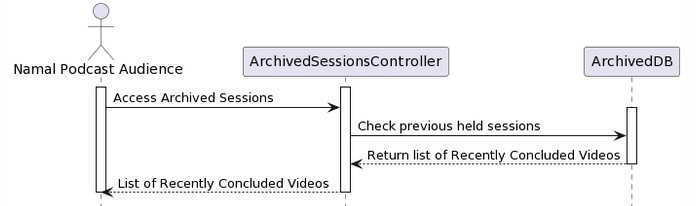 Namal Podcast Audience
ArchivedSessionsController
ArchivedDB
Access Archived Sessions
Check previous held sessions
Return list of Recently Concluded Videos
List of Recently Concluded Videos